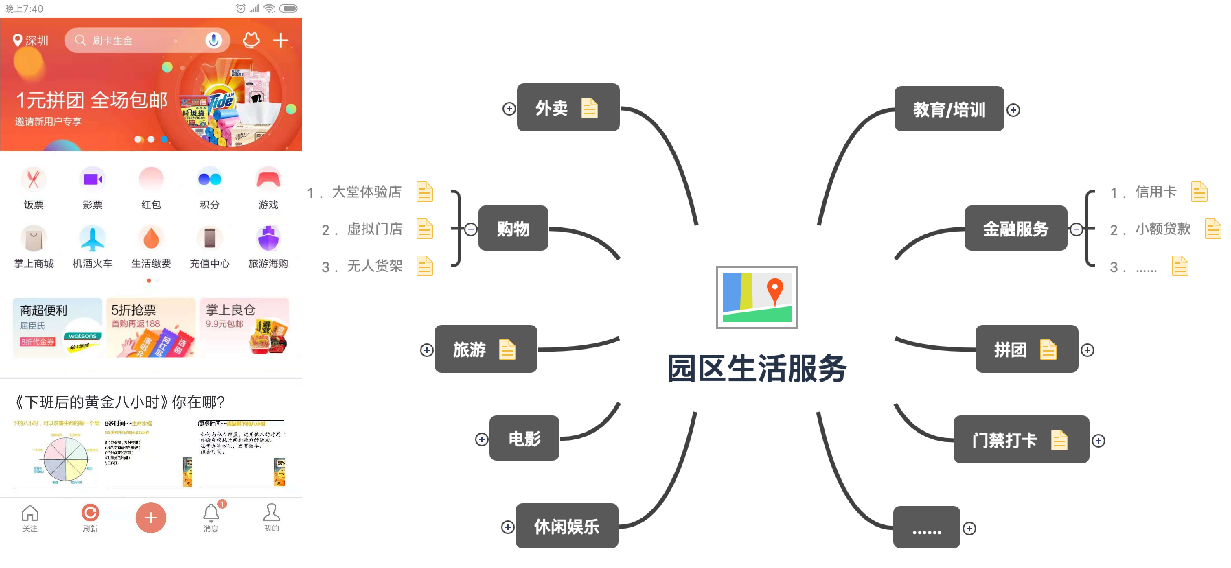 晚上7:40
深圳
刷卡生金
1元拼团 全场包邮
邀请新用户专享
Tide
饭票
影票
红包
积分
游戏
掌上商城
机酒火车
生活缴费
充值中心
旅游海购
商超便利
屈臣氏
watsons
5折抢票
首购再返188
掌上良仓
9.9元包邮
《下班后的黄金八小时》你在哪?
关注
刷新
1
消息
我的
外卖
购物
1. 大堂体验店
2. 虚拟门店
3. 无人货架
旅游
电影
休闲娱乐
园区生活服务
教育/培训
金融服务
1. 信用卡
2. 小额贷款
3. ......
拼团
门禁打卡
......